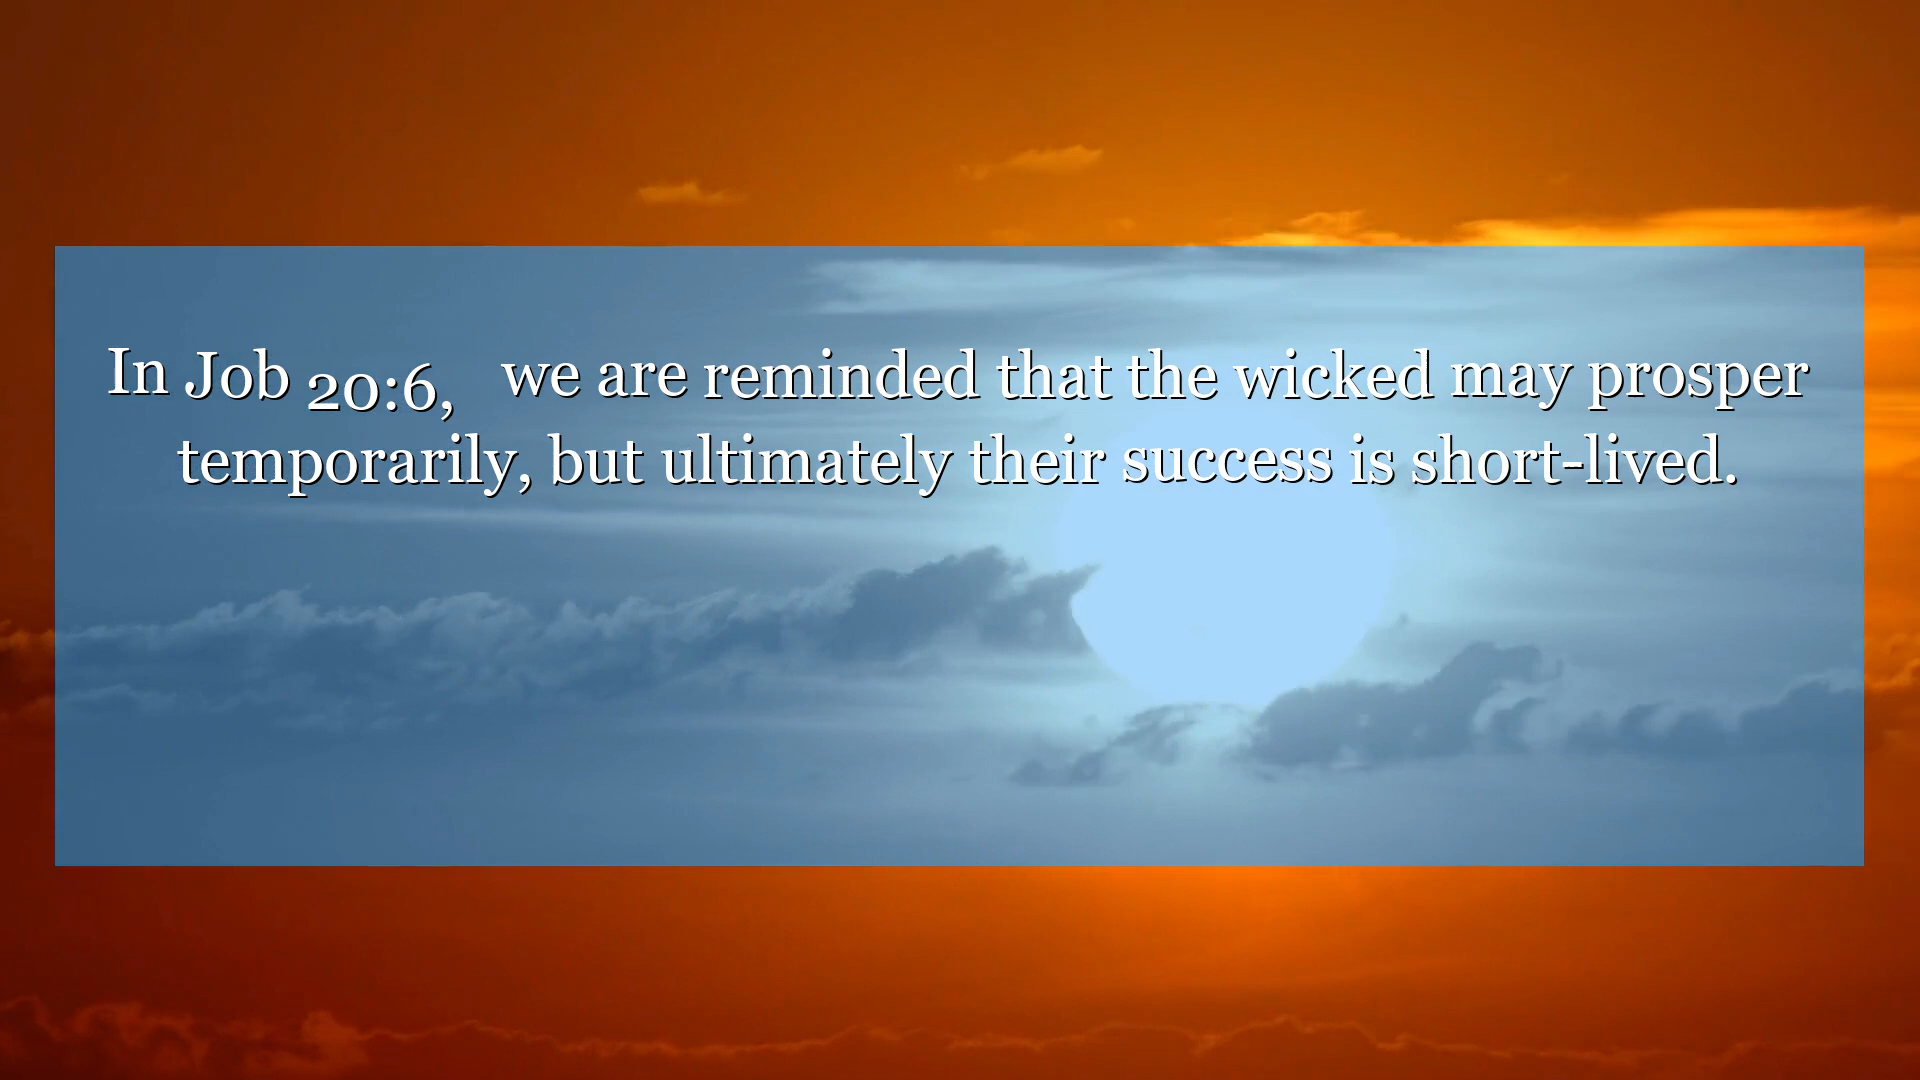 In Job 20:6, we are reminded that the wicked may prosper
temporarily, but ultimately their success is short-lived.